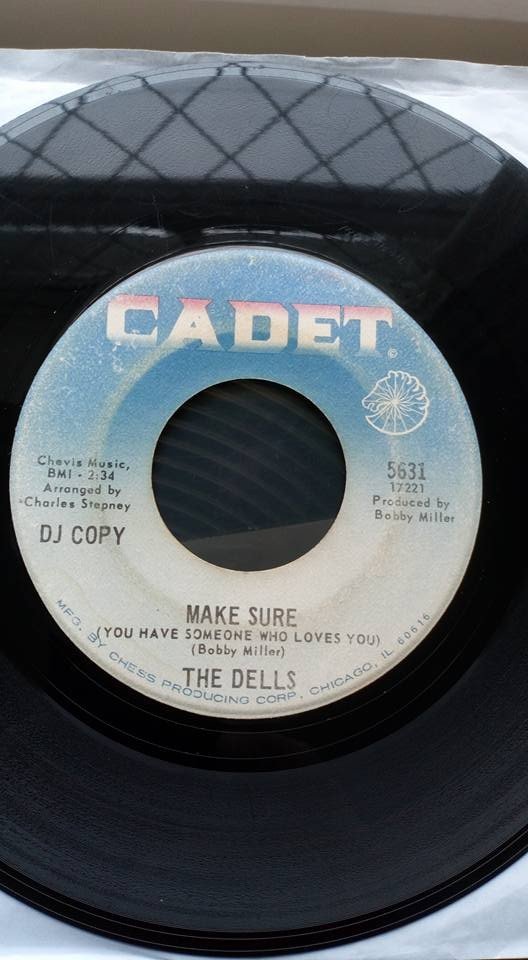 CADET
©
Chevis Music,
BMI - 2:34
Arranged by
Charles Stepney
DJ COPY
5631
17221
Produced by
Bobby Miller
MAKE SURE
(YOU HAVE SOMEONE WHO LOVES YOU)
(Bobby Miller)
THE DELLS
MFG. BY CHESS PRODUCING CORP., CHICAGO, IL 60616